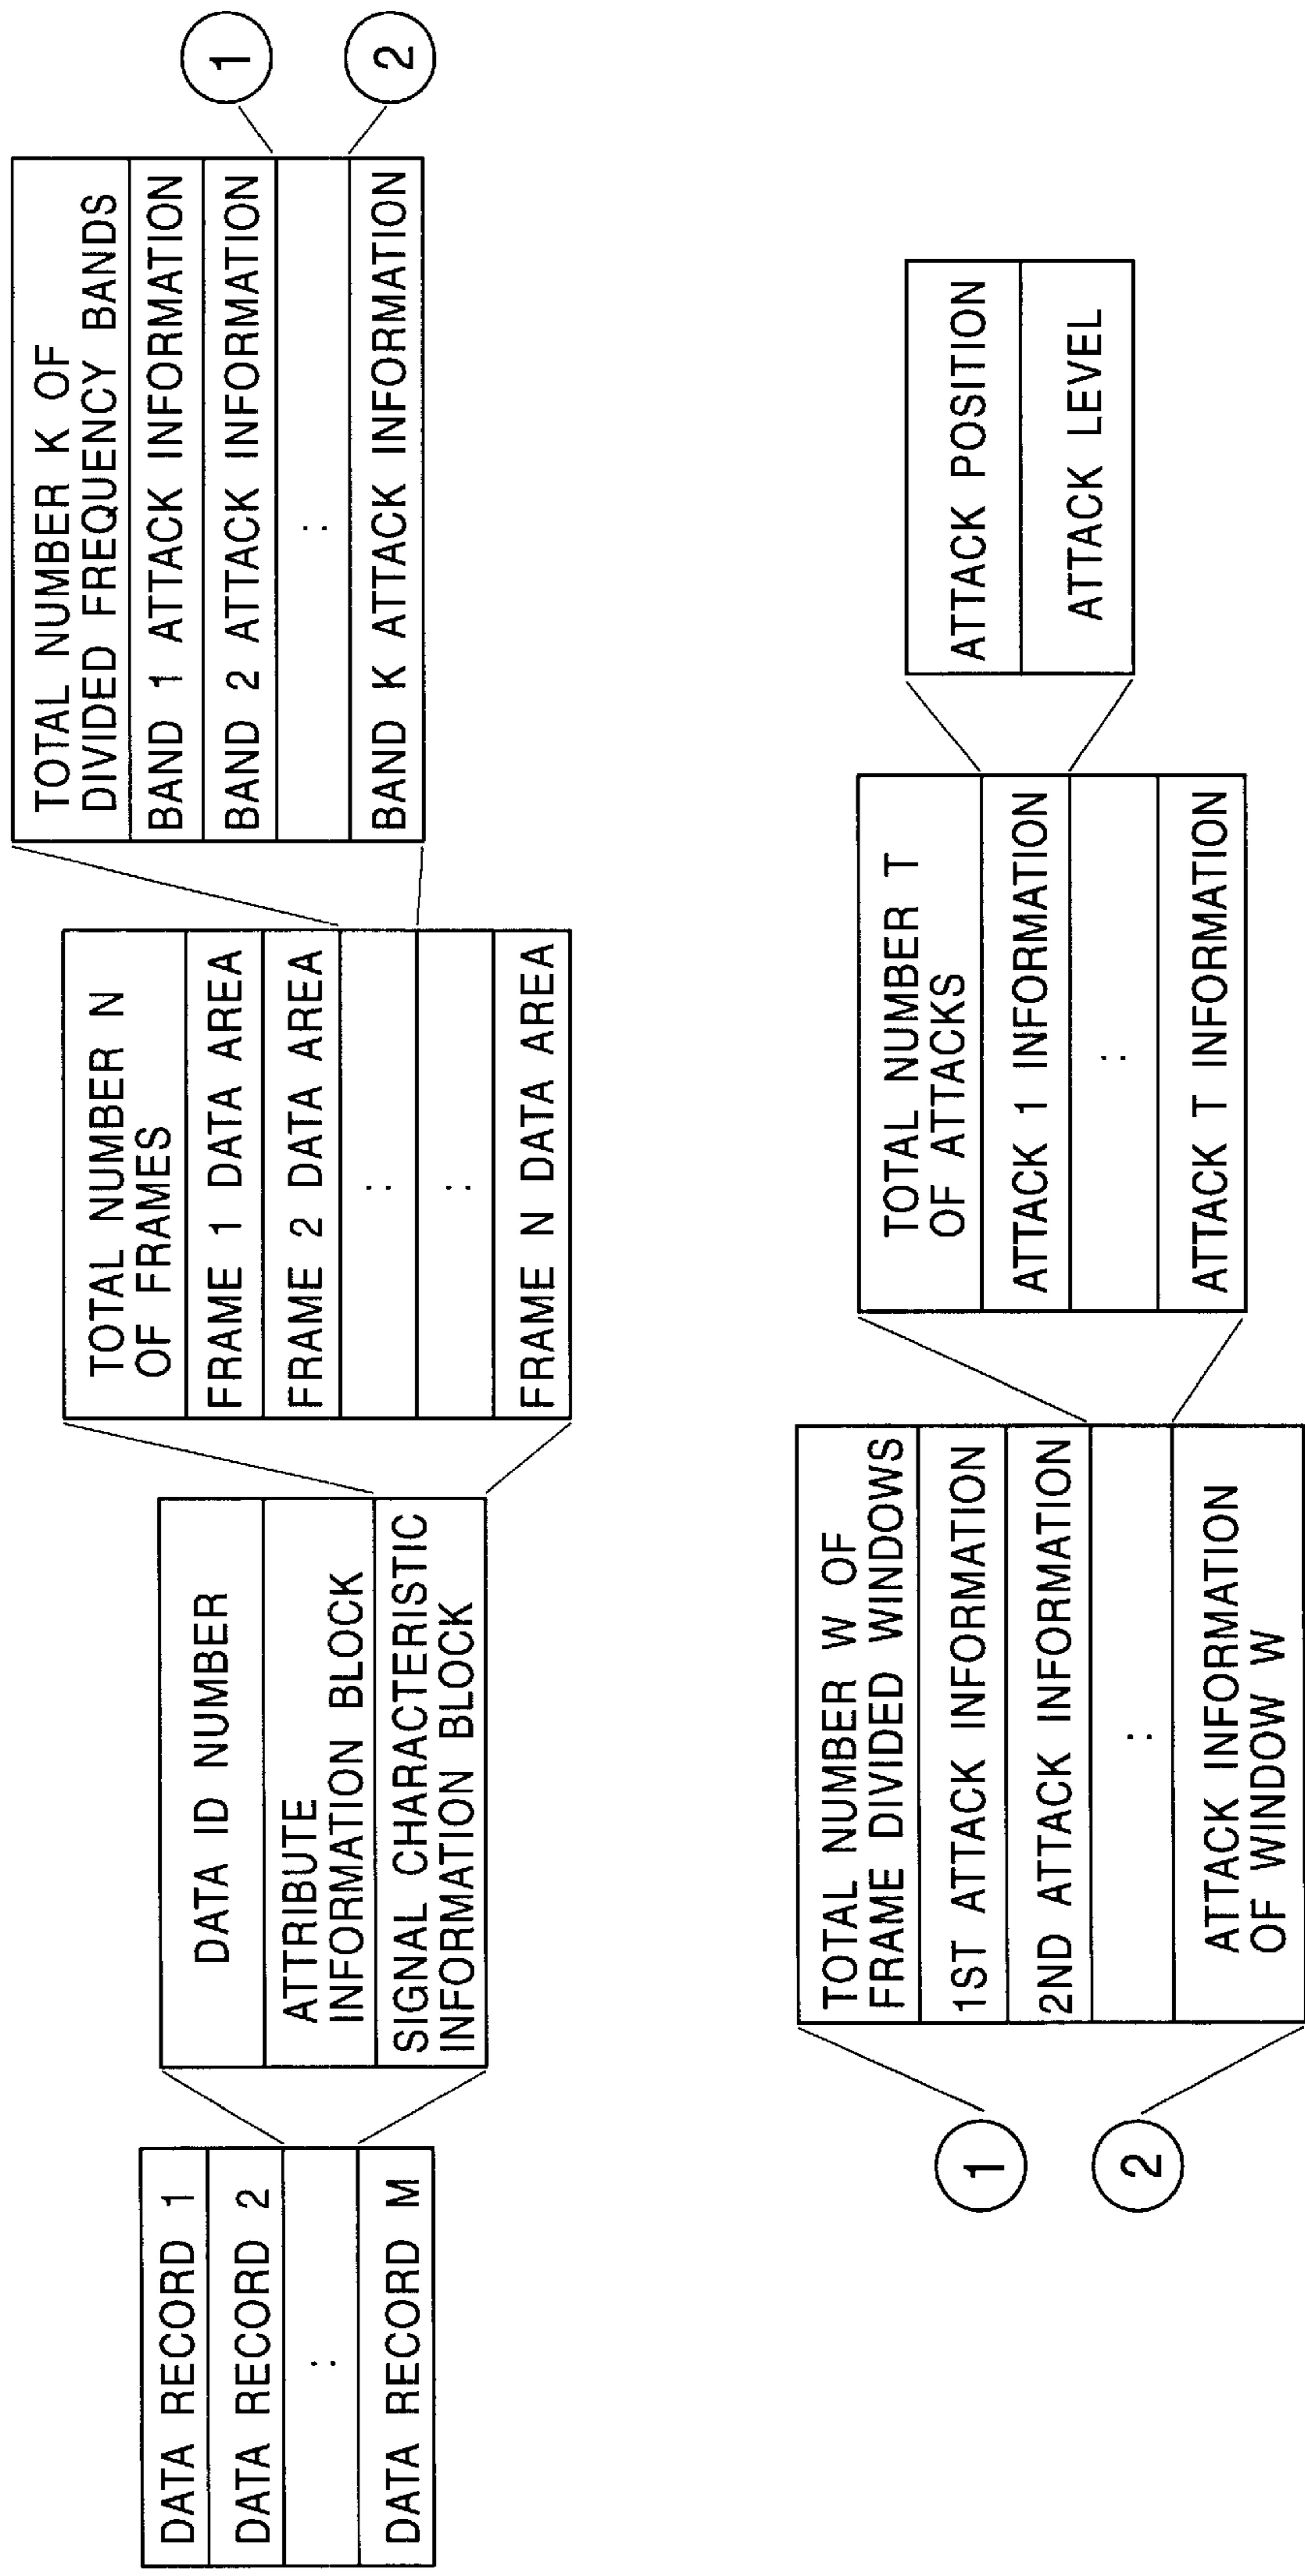 DATA RECORD 1
DATA RECORD 2
:
DATA RECORD M
DATA ID NUMBER
ATTRIBUTE
INFORMATION BLOCK
SIGNAL CHARACTERISTIC
INFORMATION BLOCK
TOTAL NUMBER N
OF FRAMES
FRAME 1 DATA AREA
FRAME 2 DATA AREA
:
:
FRAME N DATA AREA
TOTAL NUMBER K OF
DIVIDED FREQUENCY BANDS
BAND 1 ATTACK INFORMATION
BAND 2 ATTACK INFORMATION
:
BAND K ATTACK INFORMATION
1
2
1
2
TOTAL NUMBER W OF
FRAME DIVIDED WINDOWS
1ST ATTACK INFORMATION
2ND ATTACK INFORMATION
:
ATTACK INFORMATION
OF WINDOW W
TOTAL NUMBER T
OF ATTACKS
ATTACK 1 INFORMATION
:
ATTACK T INFORMATION
ATTACK POSITION
ATTACK LEVEL